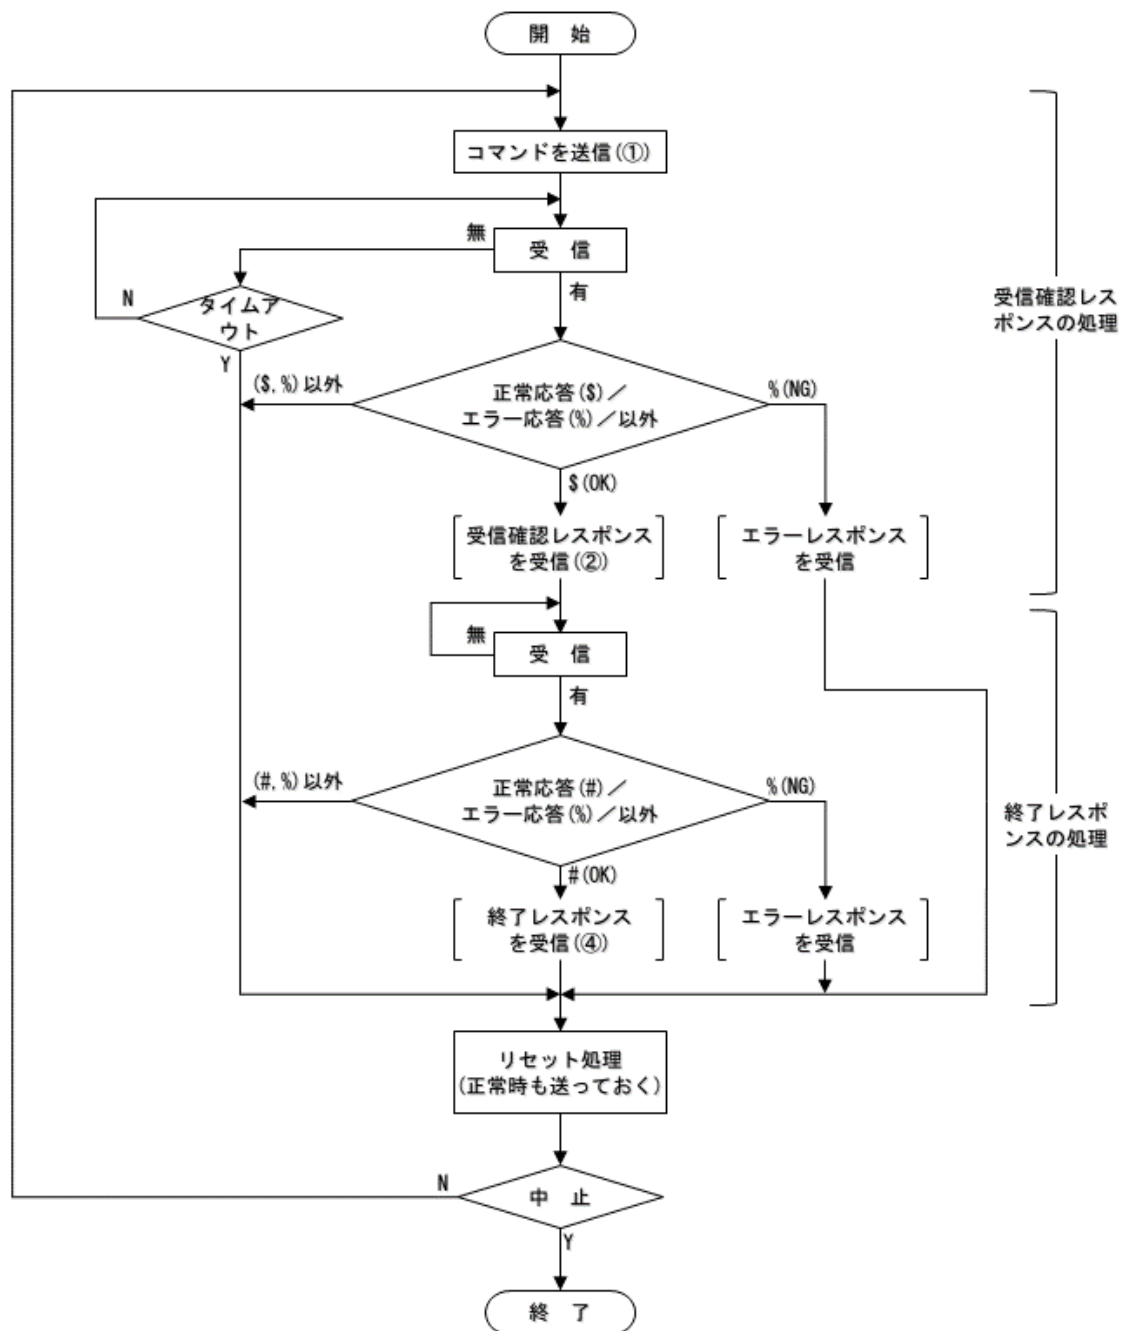 開 始
コマンドを送信(①)
無
受 信
有
N
タイムア
ウト
Y
受信確認レス
ポンスの処理
($,%)以外
正常応答($)／
エラー応答(%)／以外
%(NG)
$(OK)
受信確認レスポンス
を受信(②)
エラーレスポンス
を受信
無
受 信
有
(#,%)以外
正常応答(#)／
エラー応答(%)／以外
%(NG)
終了レスポ
ンスの処理
#(OK)
終了レスポンス
を受信(④)
エラーレスポンス
を受信
リセット処理
(正常時も送っておく)
N
中 止
Y
終 了